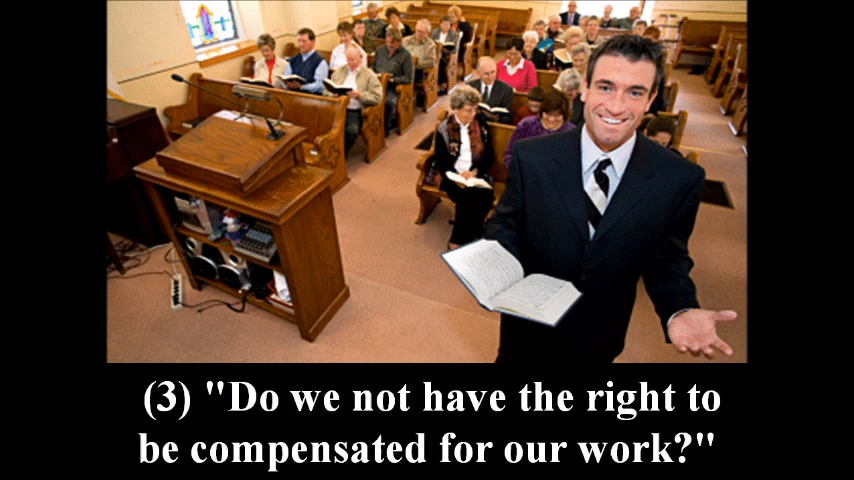 (3) "Do we not have the right to
be compensated for our work?"